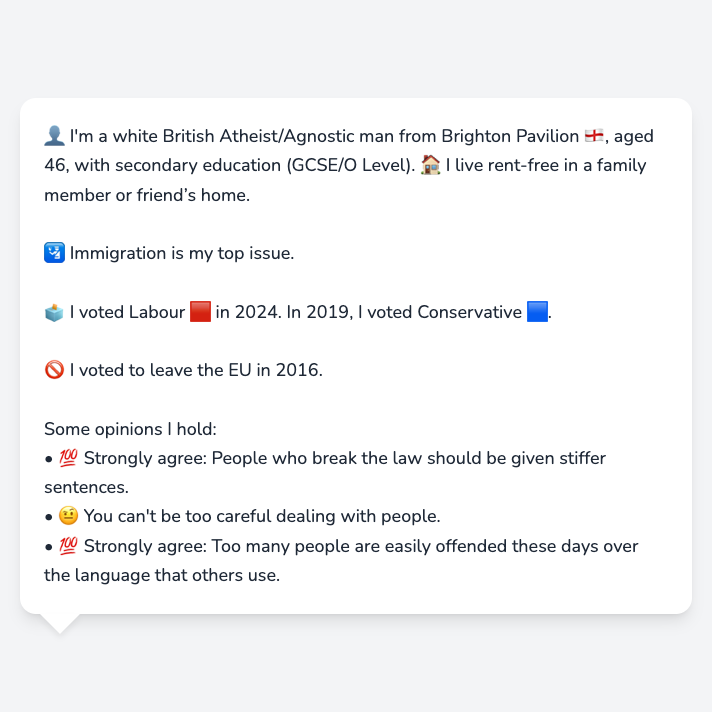 👤 I'm a white British Atheist/Agnostic man from Brighton Pavilion 🏴󠁧󠁢󠁥󠁮󠁧󠁿, aged
46, with secondary education (GCSE/O Level). 🏠 I live rent-free in a family
member or friend’s home.
🛂 Immigration is my top issue.
🗳️ I voted Labour 🟥 in 2024. In 2019, I voted Conservative 🟦.
🚫 I voted to leave the EU in 2016.
Some opinions I hold:
• 💯 Strongly agree: People who break the law should be given stiffer
sentences.
• 🤨 You can't be too careful dealing with people.
• 💯 Strongly agree: Too many people are easily offended these days over
the language that others use.